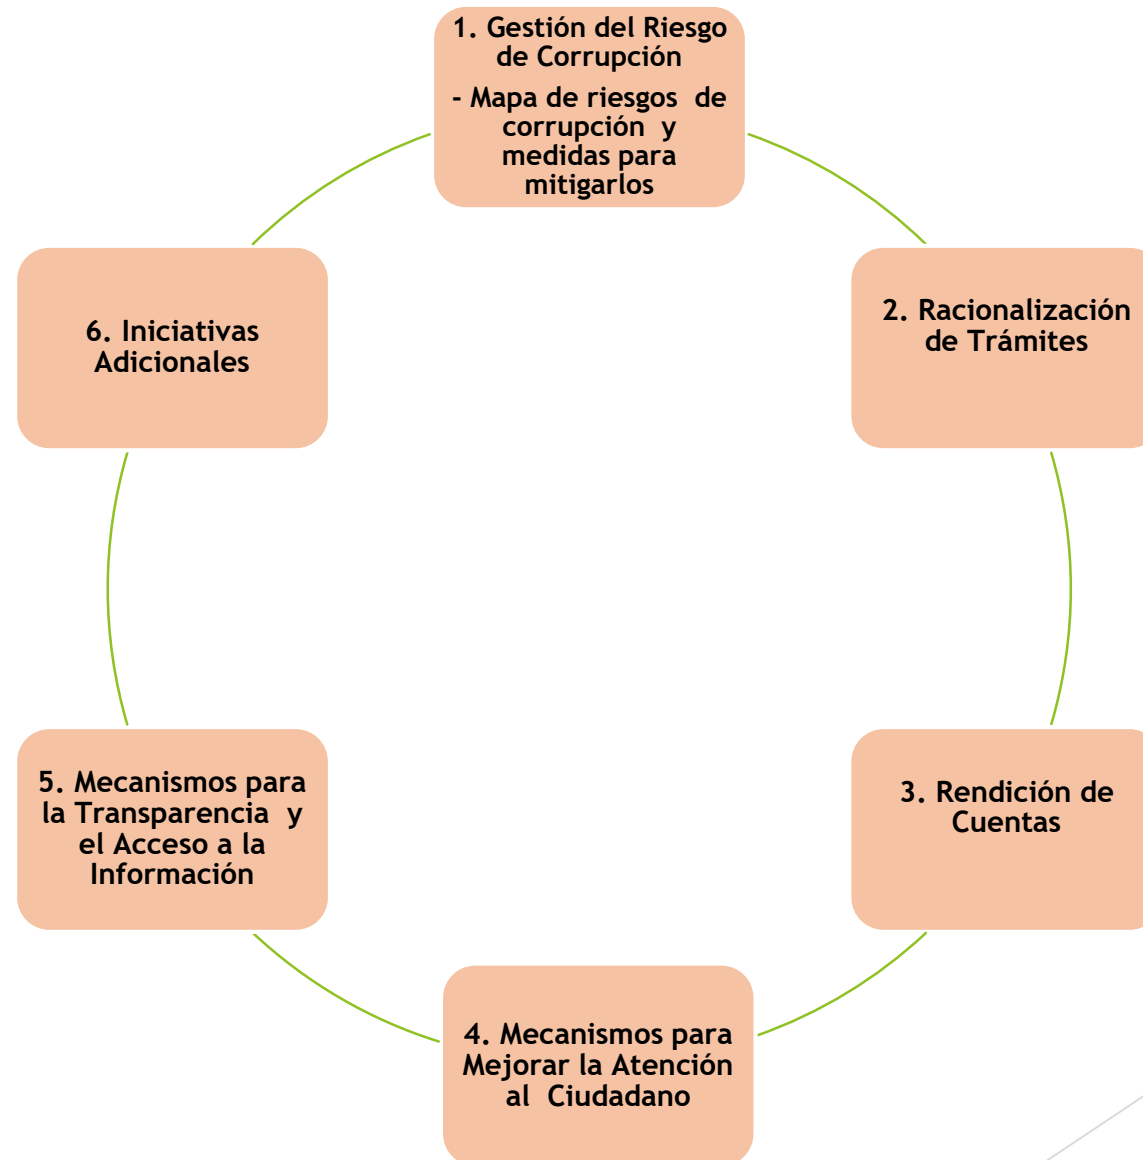 1. Gestión del Riesgo
de Corrupción
- Mapa de riesgos de
corrupción y
medidas para
mitigarlos
2. Racionalización
de Trámites
3. Rendición de
Cuentas
4. Mecanismos para
Mejorar la Atención
al Ciudadano
5. Mecanismos para
la Transparencia y
el Acceso a la
Información
6. Iniciativas
Adicionales